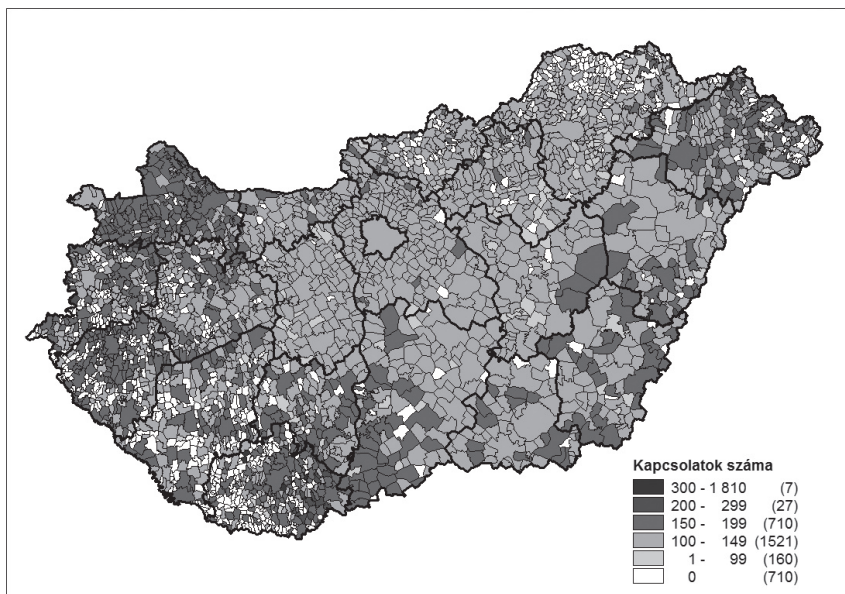 Kapcsolatok száma
300 - 1 810 (7)
200 - 299 (27)
150 - 199 (710)
100 - 149 (1521)
1 - 99 (160)
0 (710)